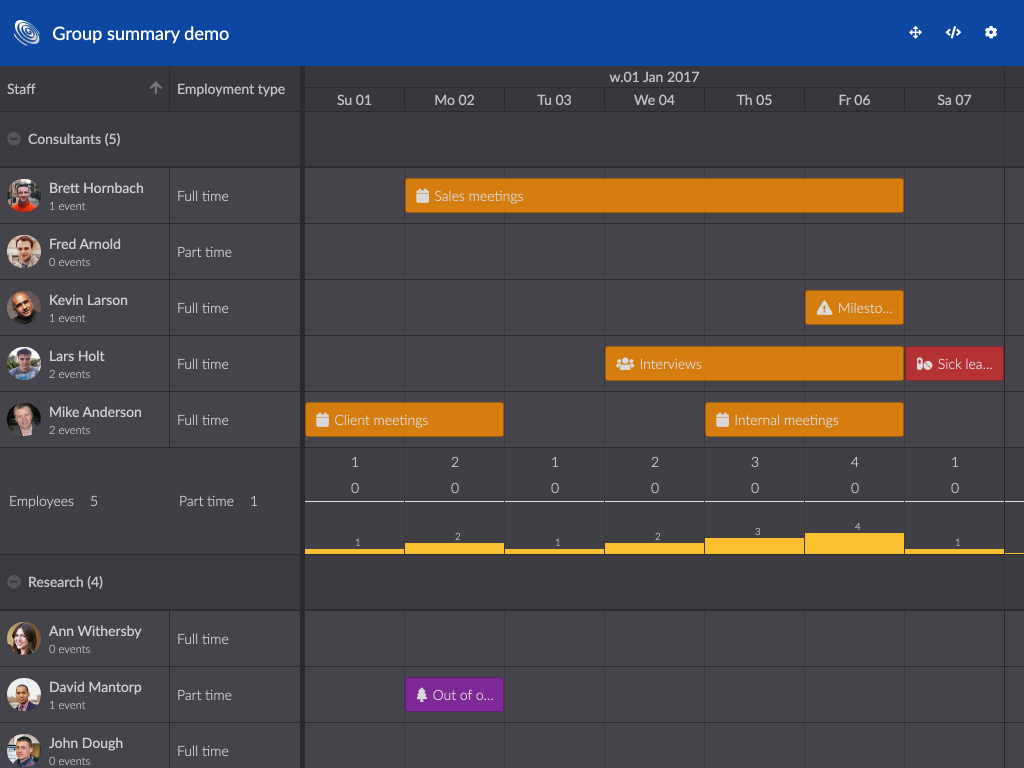 Group summary demo
Staff Employment type w.01 Jan 2017
Su 01 Mo 02 Tu 03 We 04 Th 05 Fr 06 Sa 07
Consultants (5)
Brett Hornbach
1 event
Full time
Sales meetings
Fred Arnold
0 events
Part time
Kevin Larson
1 event
Full time
Milesto...
Lars Holt
2 events
Full time
Interviews
Sick lea...
Mike Anderson
2 events
Full time
Client meetings
Internal meetings
Employees 5 Part time 1
1 2 1 2 3 4 1
0 0 0 0 0 0 0
1 2 1 2 3 4 1
Research (4)
Ann Withersby
0 events
Full time
David Mantorp
1 event
Part time
Out of o...
John Dough
0 events
Full time